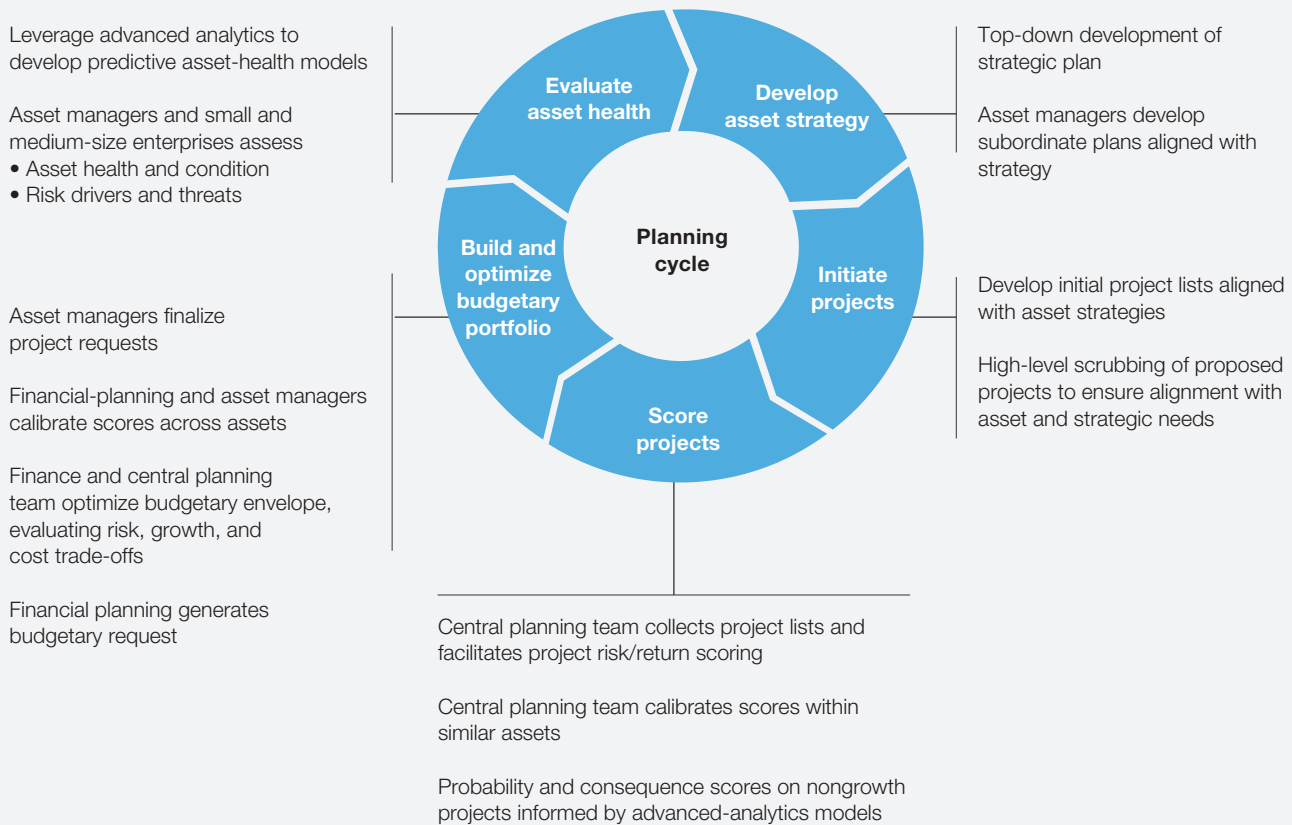 Leverage advanced analytics to
develop predictive asset-health models
Asset managers and small and
medium-size enterprises assess
• Asset health and condition
• Risk drivers and threats
Evaluate
asset health
Develop
asset strategy
Top-down development of
strategic plan
Asset managers develop
subordinate plans aligned with
strategy
Planning
cycle
Build and
optimize
budgetary
portfolio
Initiate
projects
Score
projects
Develop initial project lists aligned
with asset strategies
High-level scrubbing of proposed
projects to ensure alignment with
asset and strategic needs
Asset managers finalize
project requests
Financial-planning and asset managers
calibrate scores across assets
Finance and central planning
team optimize budgetary envelope,
evaluating risk, growth, and
cost trade-offs
Financial planning generates
budgetary request
Central planning team collects project lists and
facilitates project risk/return scoring
Central planning team calibrates scores within
similar assets
Probability and consequence scores on nongrowth
projects informed by advanced-analytics models